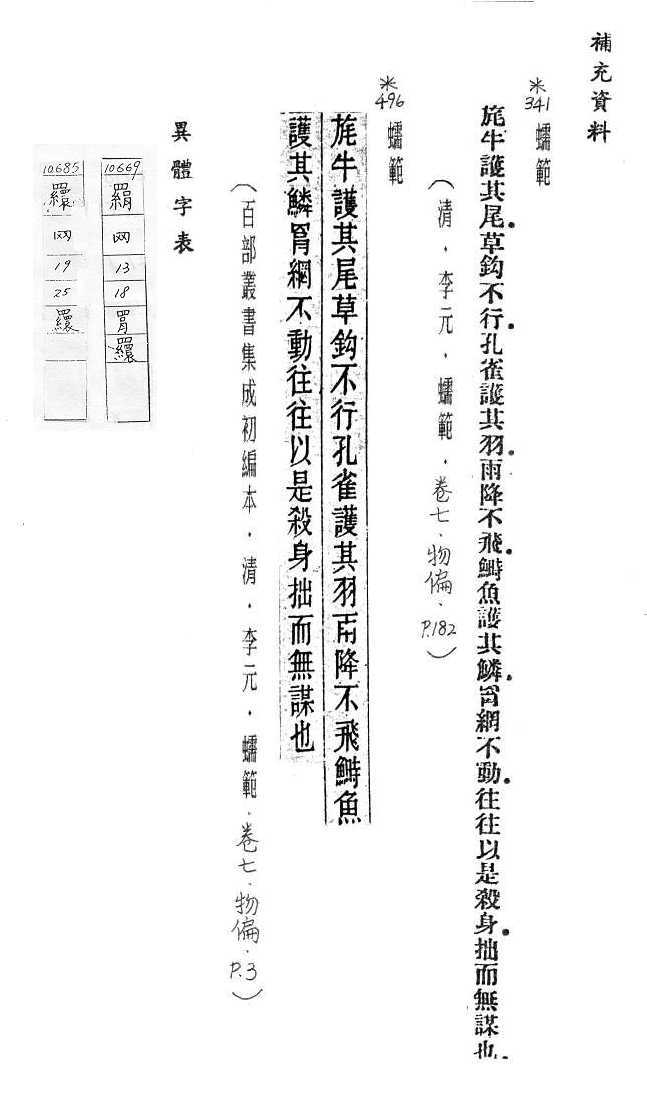 補充資料
*341 蠕範
旄牛護其尾草鈎不行孔雀護其羽雨降不飛鰣魚護其鱗罥網不動往往以是殺身拙而無謀也
(清．李元．蠕範．卷七．物偏．P.182)
*496 蠕範
旄牛護其尾草鈎不行孔雀護其羽雨降不飛鰣魚
護其鱗罥網不動往往以是殺身拙而無謀也
(百部叢書集成初編本．清．李元．蠕範．卷七．物偏．P.3)
異體字表
10669 羂 网 13 18 罥 䍡
10685 䍡 网 19 25 䍡